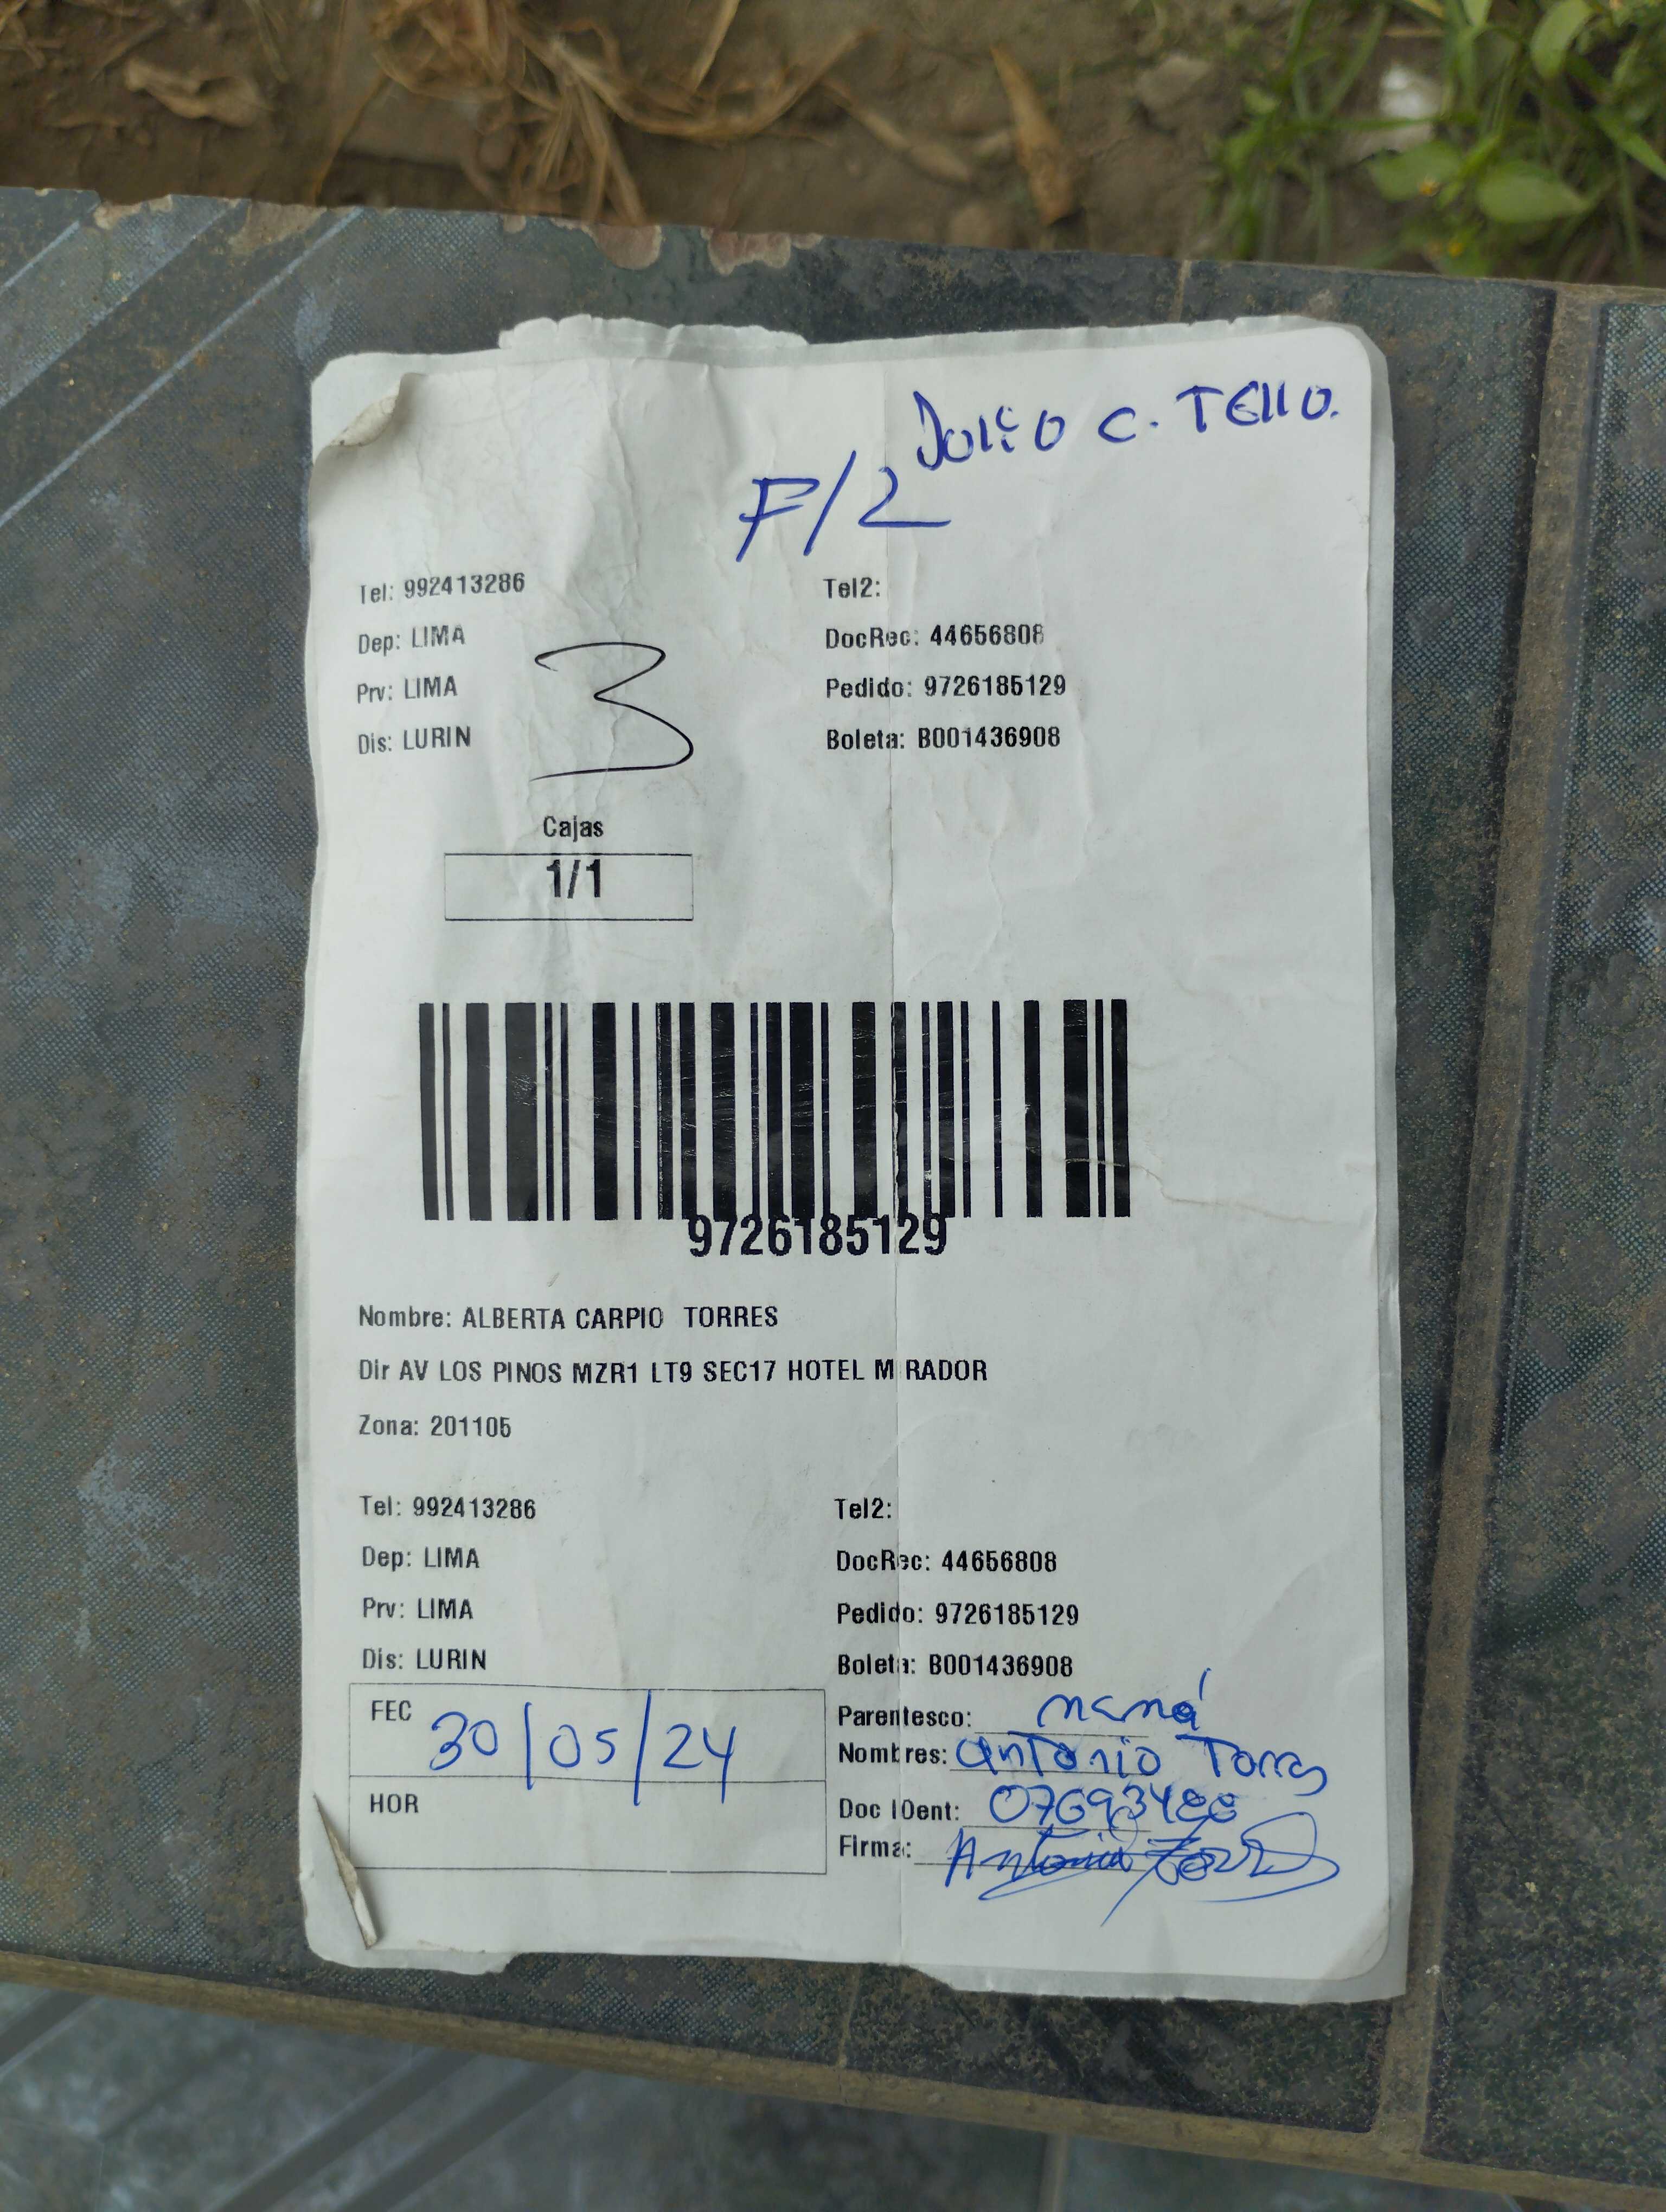 Julio C. Tello.
F/2
Tel: 992413286
Tel2:
Dep: LIMA
DocRec: 44656808
Prv: LIMA
Pedido: 9726185129
Dis: LURIN
Boleta: B001436908
3
Cajas
1/1
9726185129
Nombre: ALBERTA CARPIO TORRES
Dir AV LOS PINOS MZR1 LT9 SEC17 HOTEL MIRADOR
Zona: 201105
Tel: 992413286
Tel2:
Dep: LIMA
DocRec: 44656808
Prv: LIMA
Pedido: 9726185129
Dis: LURIN
Boleta: B001436908
FEC 30/05/24
Parentesco: mamá
Nombres: Antonio Torres
HOR
Doc IDent:
Firma: Antonia